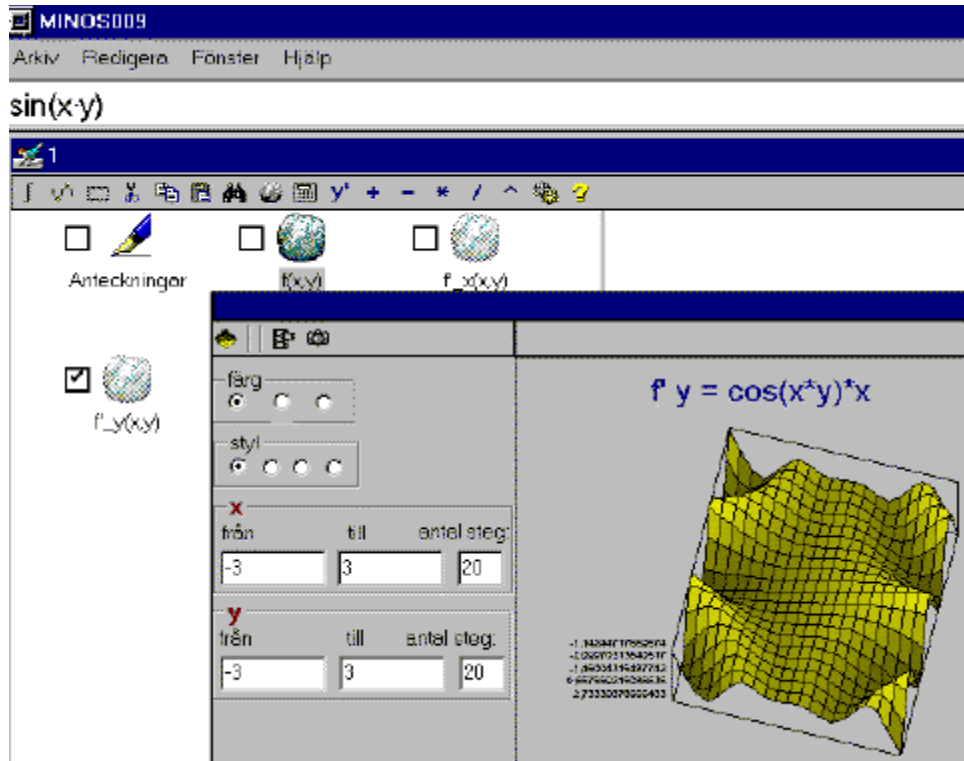 MINOS009
Arkiv Redigera Fönster Hjälp
sin(x·y)
1
y' + - * / ^ ?
Anteckningar f(x,y) f'_x(x,y)
f'_y(x,y)
färg
styl
x
från till antal steg:
-3 3 20
y
från till antal steg:
-3 3 20
f' y = cos(x*y)*x